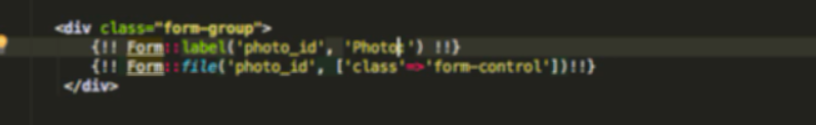 <div class="form-group">
{!! Form::label('photo_id', 'Photo:') !!}
{!! Form::file('photo_id', ['class'=>'form-control'])!!}
</div>